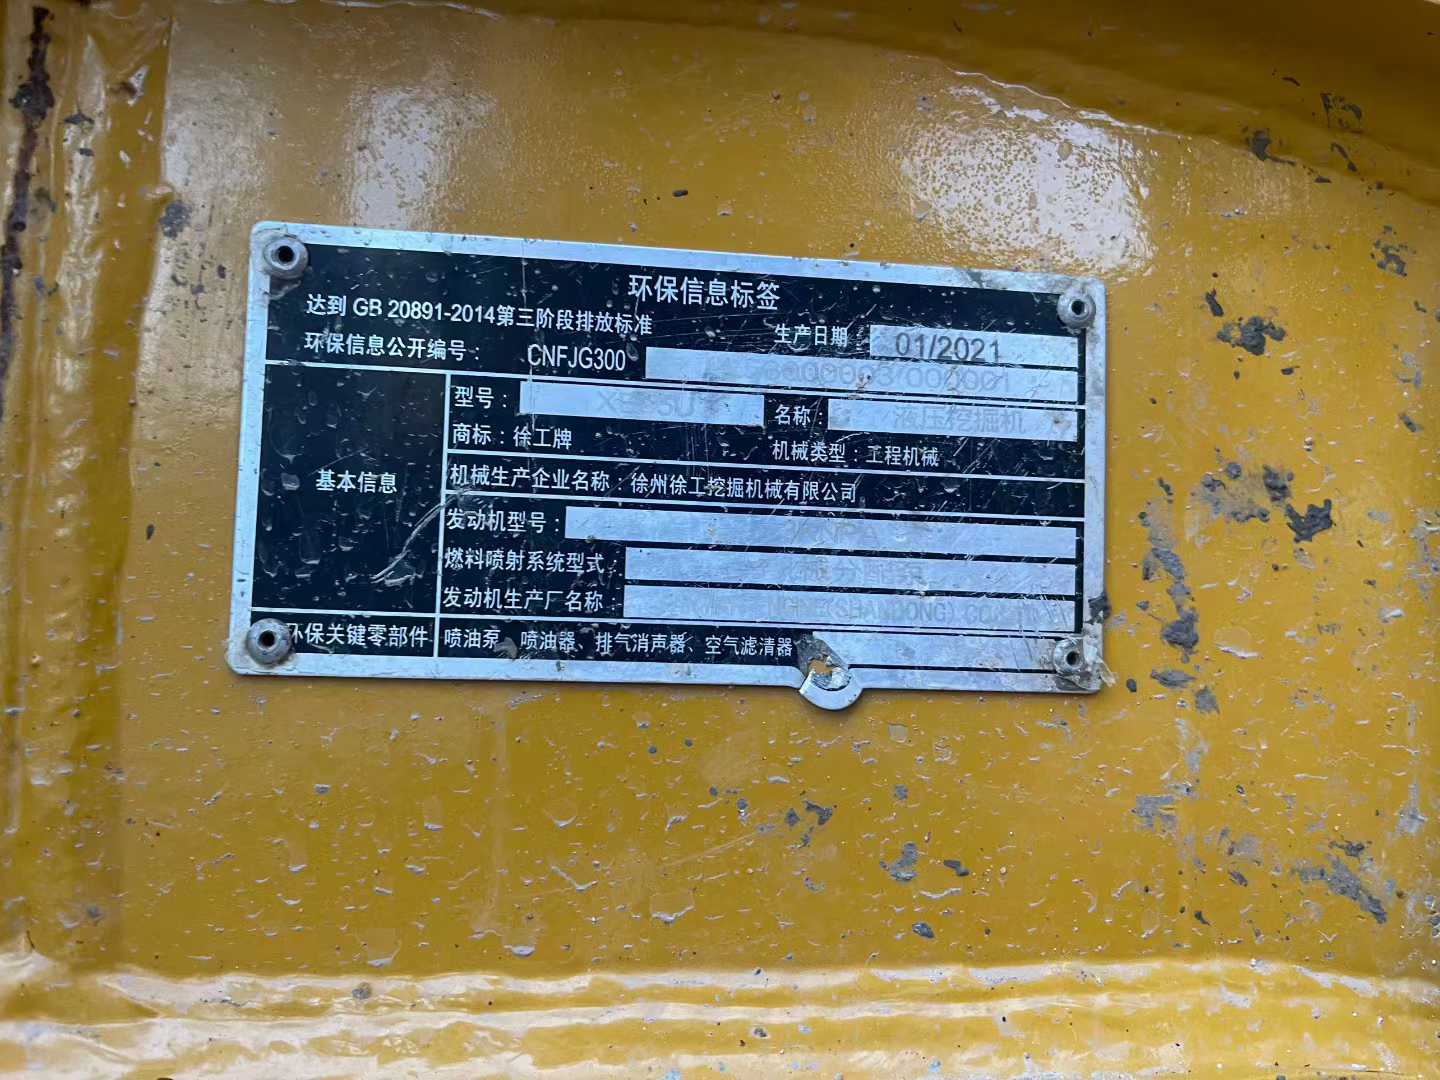 环保信息标签
达到 GB 20891-2014第三阶段排放标准
生产日期: 01/2021
环保信息公开编号: CNFJG300
基本信息
型号:
名称: 液压挖掘机
商标: 徐工牌
机械类型: 工程机械
机械生产企业名称: 徐州徐工挖掘机械有限公司
发动机型号:
燃料喷射系统型式:
发动机生产厂名称: (SHANDONG)
环保关键零部件
喷油泵、喷油器、排气消声器、空气滤清器